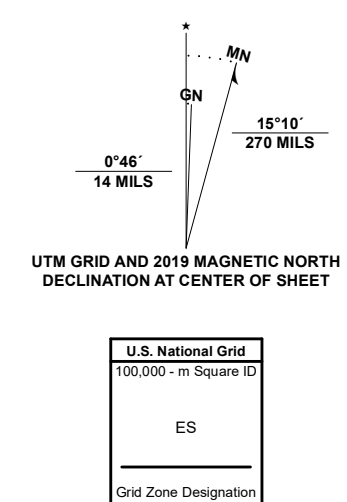 ★
MN
GN
15°10´
270 MILS
0°46´
14 MILS
UTM GRID AND 2019 MAGNETIC NORTH
DECLINATION AT CENTER OF SHEET
U.S. National Grid
100,000 - m Square ID
ES
Grid Zone Designation